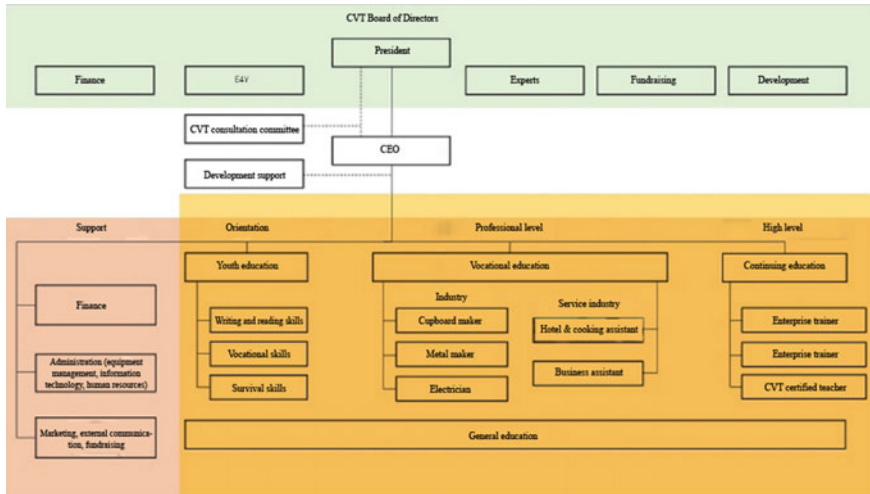 CVT Board of Directors
President
Finance
E4Y
Experts
Fundraising
Development
CVT consultation committee
CEO
Development support
Support
Orientation
Professional level
High level
Youth education
Vocational education
Continuing education
Industry
Service industry
Finance
Writing and reading skills
Cupboard maker
Hotel & cooking assistant
Enterprise trainer
Administration (equipment
management, information
technology, human resources)
Vocational skills
Metal maker
Business assistant
Enterprise trainer
Survival skills
Electrician
CVT certified teacher
Marketing, external communica-
tion, fundraising
General education